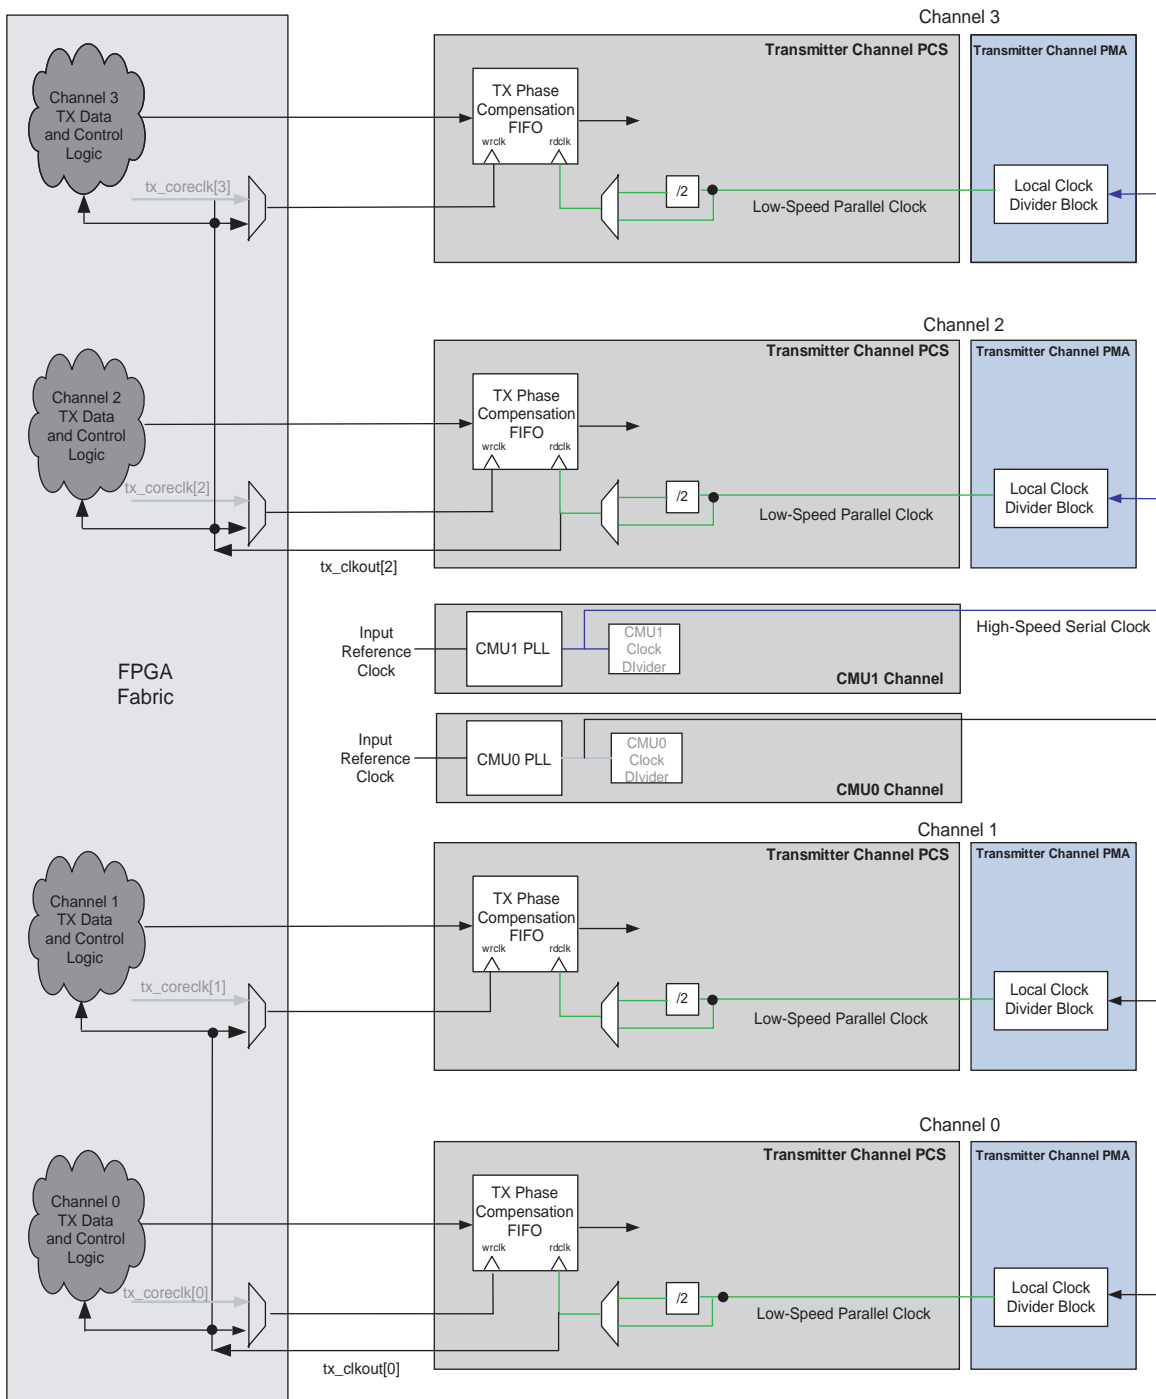 Channel 3
Transmitter Channel PCS
Transmitter Channel PMA
Channel 3
TX Data
and Control
Logic
TX Phase
Compensation
FIFO
wrclk
rdclk
tx_coreclk[3]
/2
Low-Speed Parallel Clock
Local Clock
Divider Block
Channel 2
Transmitter Channel PCS
Transmitter Channel PMA
Channel 2
TX Data
and Control
Logic
TX Phase
Compensation
FIFO
wrclk
rdclk
tx_coreclk[2]
/2
Low-Speed Parallel Clock
Local Clock
Divider Block
tx_clkout[2]
FPGA
Fabric
Input
Reference
Clock
CMU1 PLL
CMU1
Clock
DIvider
CMU1 Channel
High-Speed Serial Clock
Input
Reference
Clock
CMU0 PLL
CMU0
Clock
DIvider
CMU0 Channel
Channel 1
Transmitter Channel PCS
Transmitter Channel PMA
Channel 1
TX Data
and Control
Logic
TX Phase
Compensation
FIFO
wrclk
rdclk
tx_coreclk[1]
/2
Low-Speed Parallel Clock
Local Clock
Divider Block
Channel 0
Transmitter Channel PCS
Transmitter Channel PMA
Channel 0
TX Data
and Control
Logic
TX Phase
Compensation
FIFO
wrclk
rdclk
tx_coreclk[0]
/2
Low-Speed Parallel Clock
Local Clock
Divider Block
tx_clkout[0]